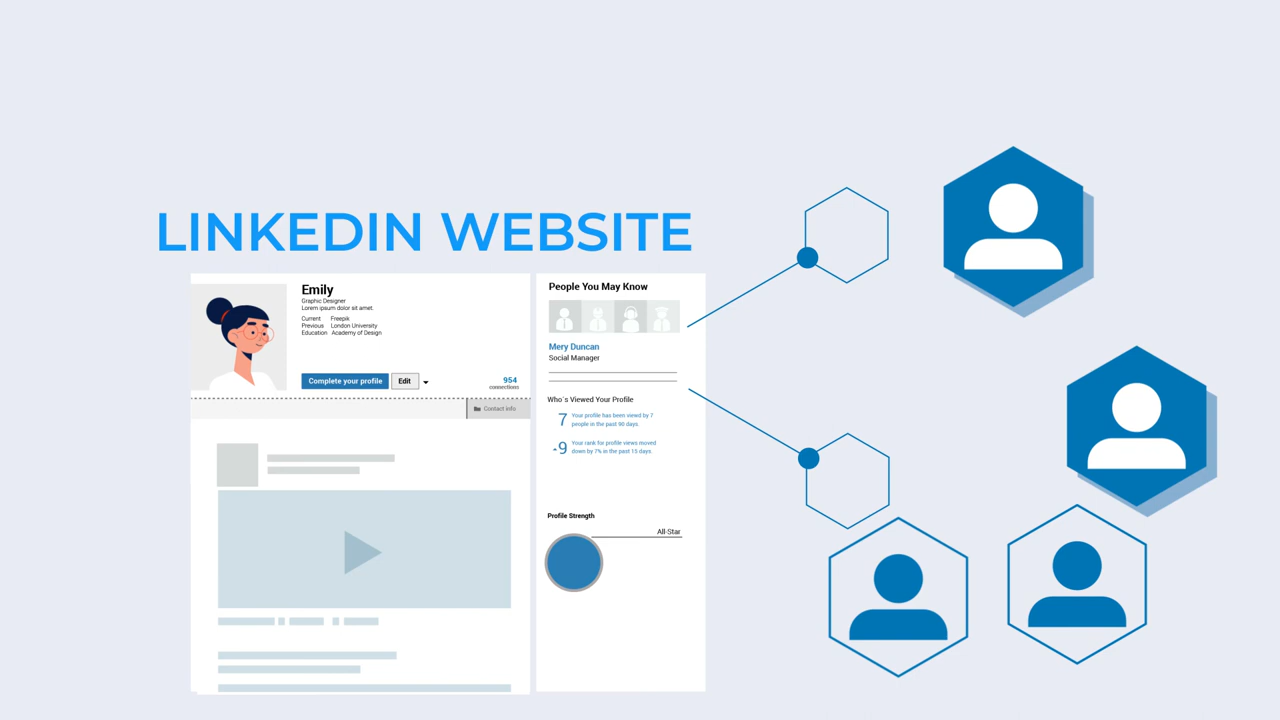 LINKEDIN WEBSITE
Emily
Graphic Designer
Lorem ipsum dolor sit amet.
Current Freepik
Previous London University
Education Academy of Design
Complete your profile Edit
954
connections
Contact info
People You May Know
Mery Duncan
Social Manager
Who´s Viewed Your Profile
7 Your profile has been viewd by 7
people in the past 90 days
-9 Your rank for profile views moved
down by 7% in the past 15 days
Profile Strength
All-Star